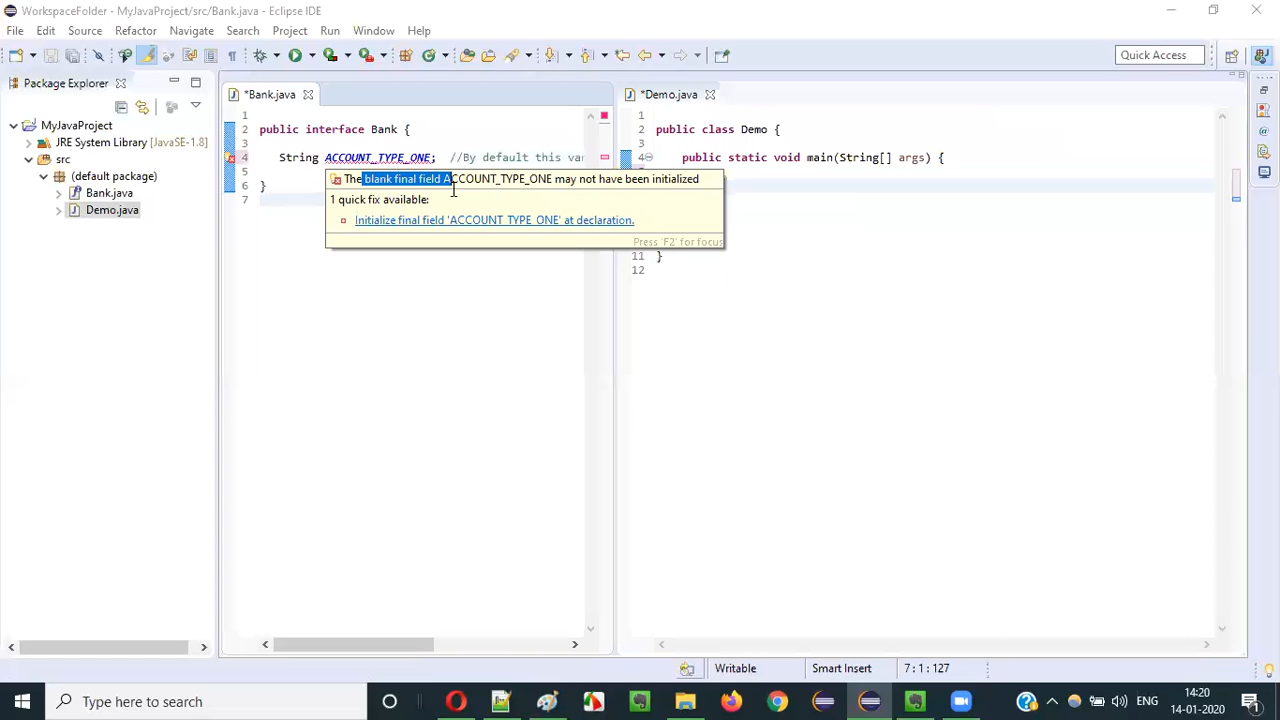 WorkspaceFolder - MyJavaProject/src/Bank.java - Eclipse IDE
File Edit Source Refactor Navigate Search Project Run Window Help
Quick Access
Package Explorer
MyJavaProject
JRE System Library [JavaSE-1.8]
src
(default package)
Bank.java
Demo.java
*Bank.java
1
2 public interface Bank {
3
4 String ACCOUNT_TYPE_ONE; //By default this var
5
6 }
7
The blank final field ACCOUNT_TYPE_ONE may not have been initialized
1 quick fix available:
Initialize final field 'ACCOUNT_TYPE_ONE' at declaration.
Press 'F2' for focus
*Demo.java
1
2 public class Demo {
3
4 public static void main(String[] args) {
11 }
12
Writable Smart Insert 7 : 1 : 127
Type here to search
ENG
14:20
14-01-2020
1